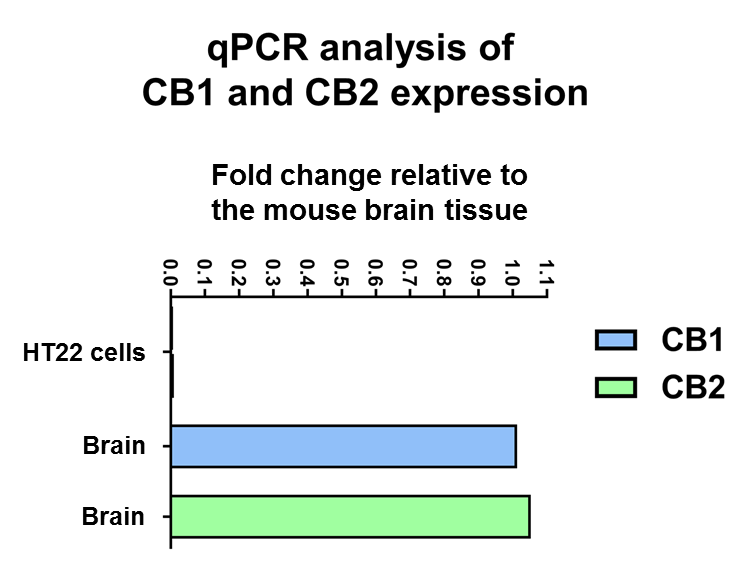 qPCR analysis of
CB1 and CB2 expression
Fold change relative to
the mouse brain tissue
0.0 0.1 0.2 0.3 0.4 0.5 0.6 0.7 0.8 0.9 1.0 1.1
HT22 cells
Brain
Brain
CB1
CB2